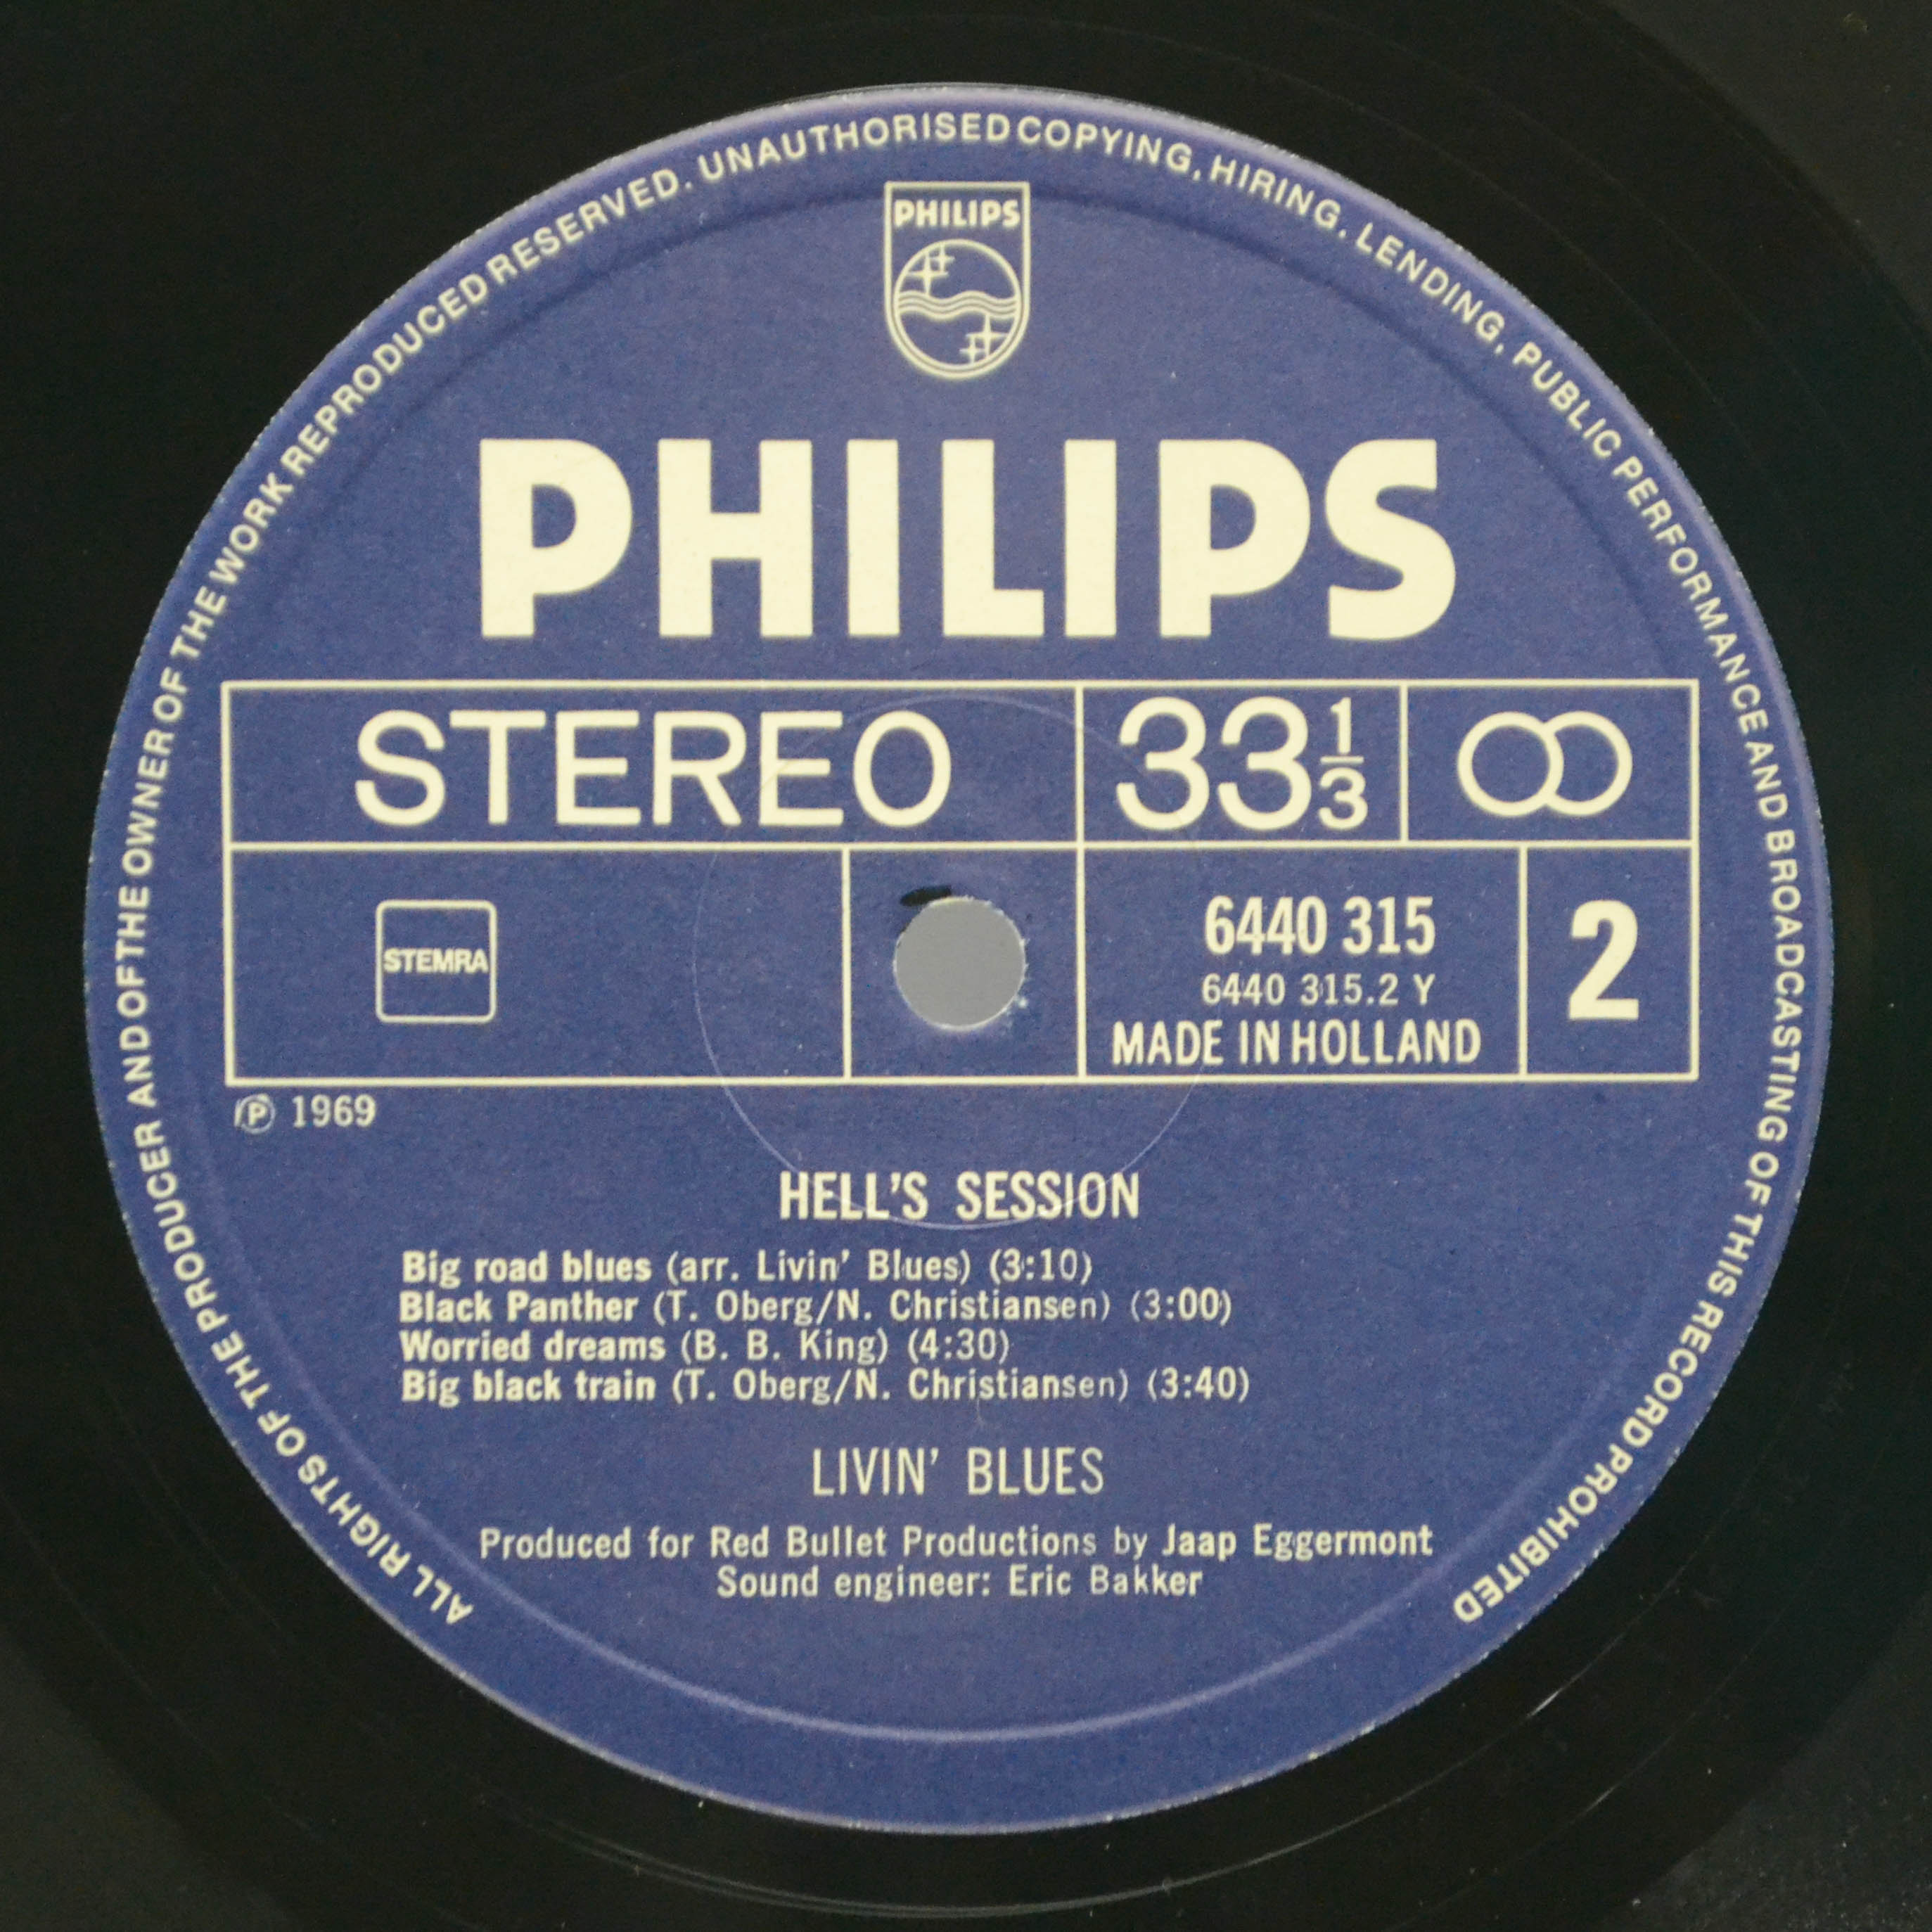 ALL RIGHTS OF THE PRODUCER AND OF THE OWNER OF THE WORK REPRODUCED RESERVED. UNAUTHORISED COPYING, HIRING, LENDING, PUBLIC PERFORMANCE AND BROADCASTING OF THIS RECORD PROHIBITED
PHILIPS
PHILIPS
STEREO 33 1/3
STEMRA
6440 315
6440 315.2 Y
MADE IN HOLLAND
2
℗ 1969
HELL'S SESSION
Big road blues (arr. Livin' Blues) (3:10)
Black Panther (T. Oberg/N. Christiansen) (3:00)
Worried dreams (B. B. King) (4:30)
Big black train (T. Oberg/N. Christiansen) (3:40)
LIVIN' BLUES
Produced for Red Bullet Productions by Jaap Eggermont
Sound engineer: Eric Bakker